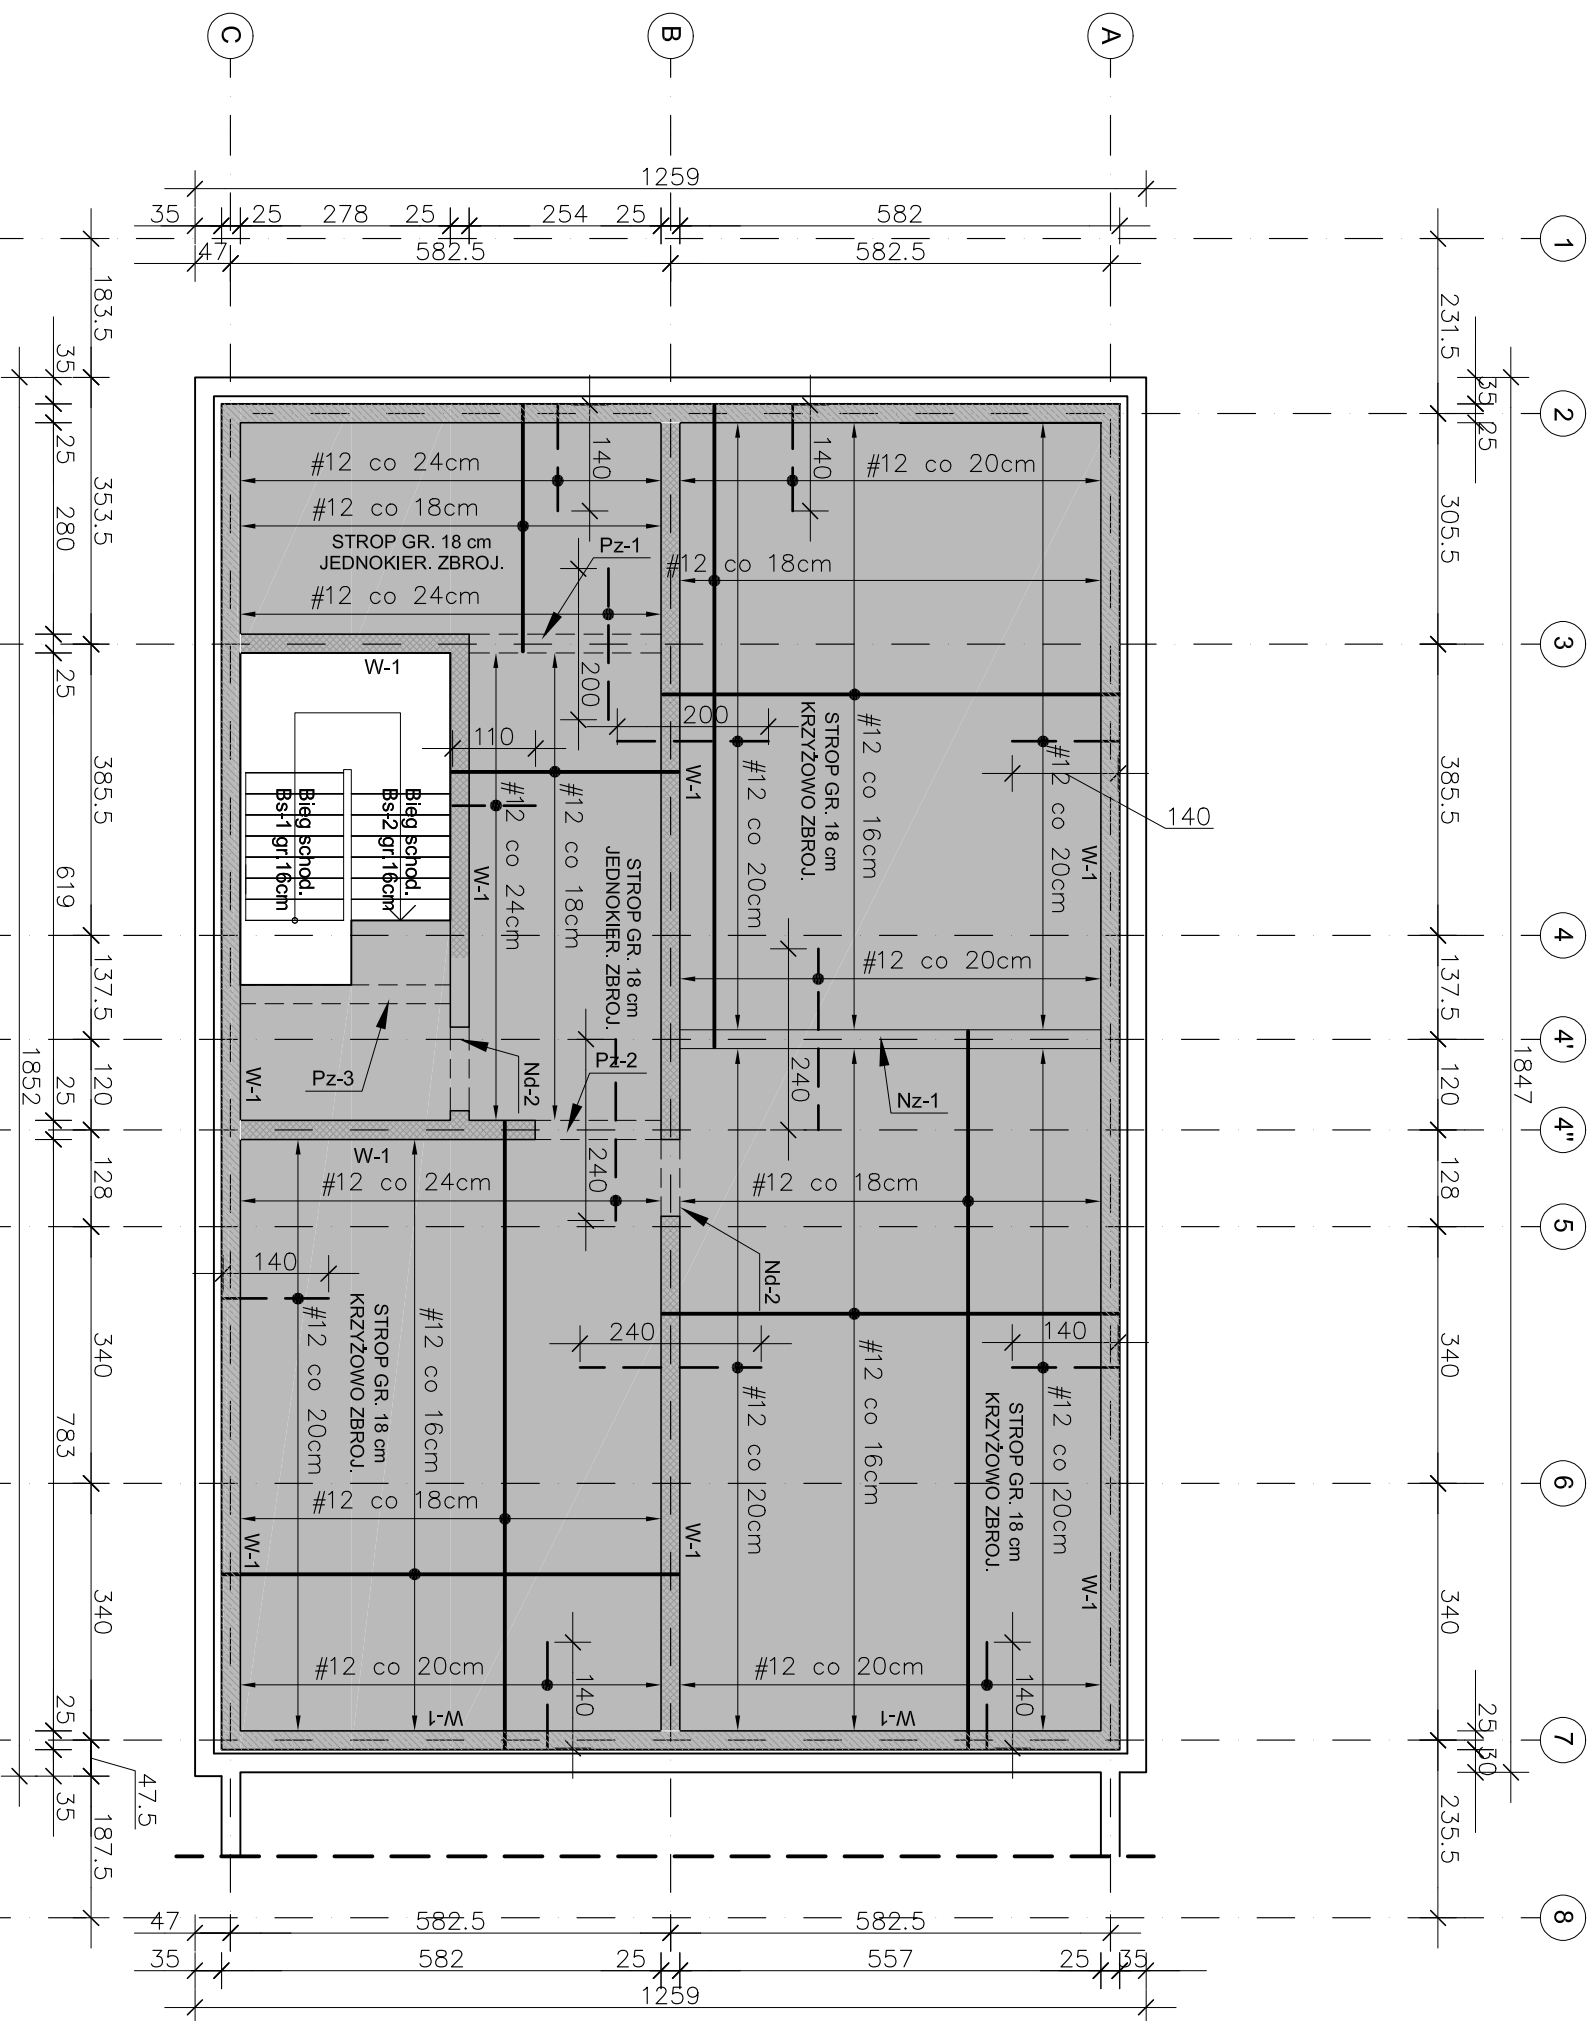 C
B
A
1259
35
25
278
25
254
25
582
47
582.5
582.5
1
2
3
4
4'
4"
5
6
7
8
231.5
305.5
385.5
137.5
120
128
340
340
235.5
35
25
1847
25
30
183.5
353.5
385.5
137.5
120
128
340
340
47.5
187.5
35
25
280
25
619
25
783
25
35
1852
#12 co 24cm
#12 co 18cm
STROP GR. 18 cm
JEDNOKIER. ZBROJ.
#12 co 24cm
140
140
#12 co 20cm
#12 co 18cm
Pz-1
200
200
W-1
110
#12 co 24cm
#12 co 18cm
STROP GR. 18 cm
JEDNOKIER. ZBROJ.
W-1
W-1
#12 co 20cm
STROP GR. 18 cm
KRZYŻOWO ZBROJ.
#12 co 16cm
#12 co 20cm
W-1
140
Bieg schod.
Bs-2 gr.16cm
Bieg schod.
Bs-1 gr.16cm
#12 co 20cm
240
240
Pz-2
Pz-3
Nd-2
Nz-1
W-1
W-1
#12 co 24cm
#12 co 18cm
140
Nd-2
240
140
#12 co 20cm
STROP GR. 18 cm
KRZYŻOWO ZBROJ.
#12 co 16cm
#12 co 20cm
#12 co 16cm
STROP GR. 18 cm
KRZYŻOWO ZBROJ.
#12 co 20cm
#12 co 18cm
W-1
W-1
W-1
#12 co 20cm
140
#12 co 20cm
140
W-1
W-1
47
582.5
582.5
35
582
25
557
25
35
1259